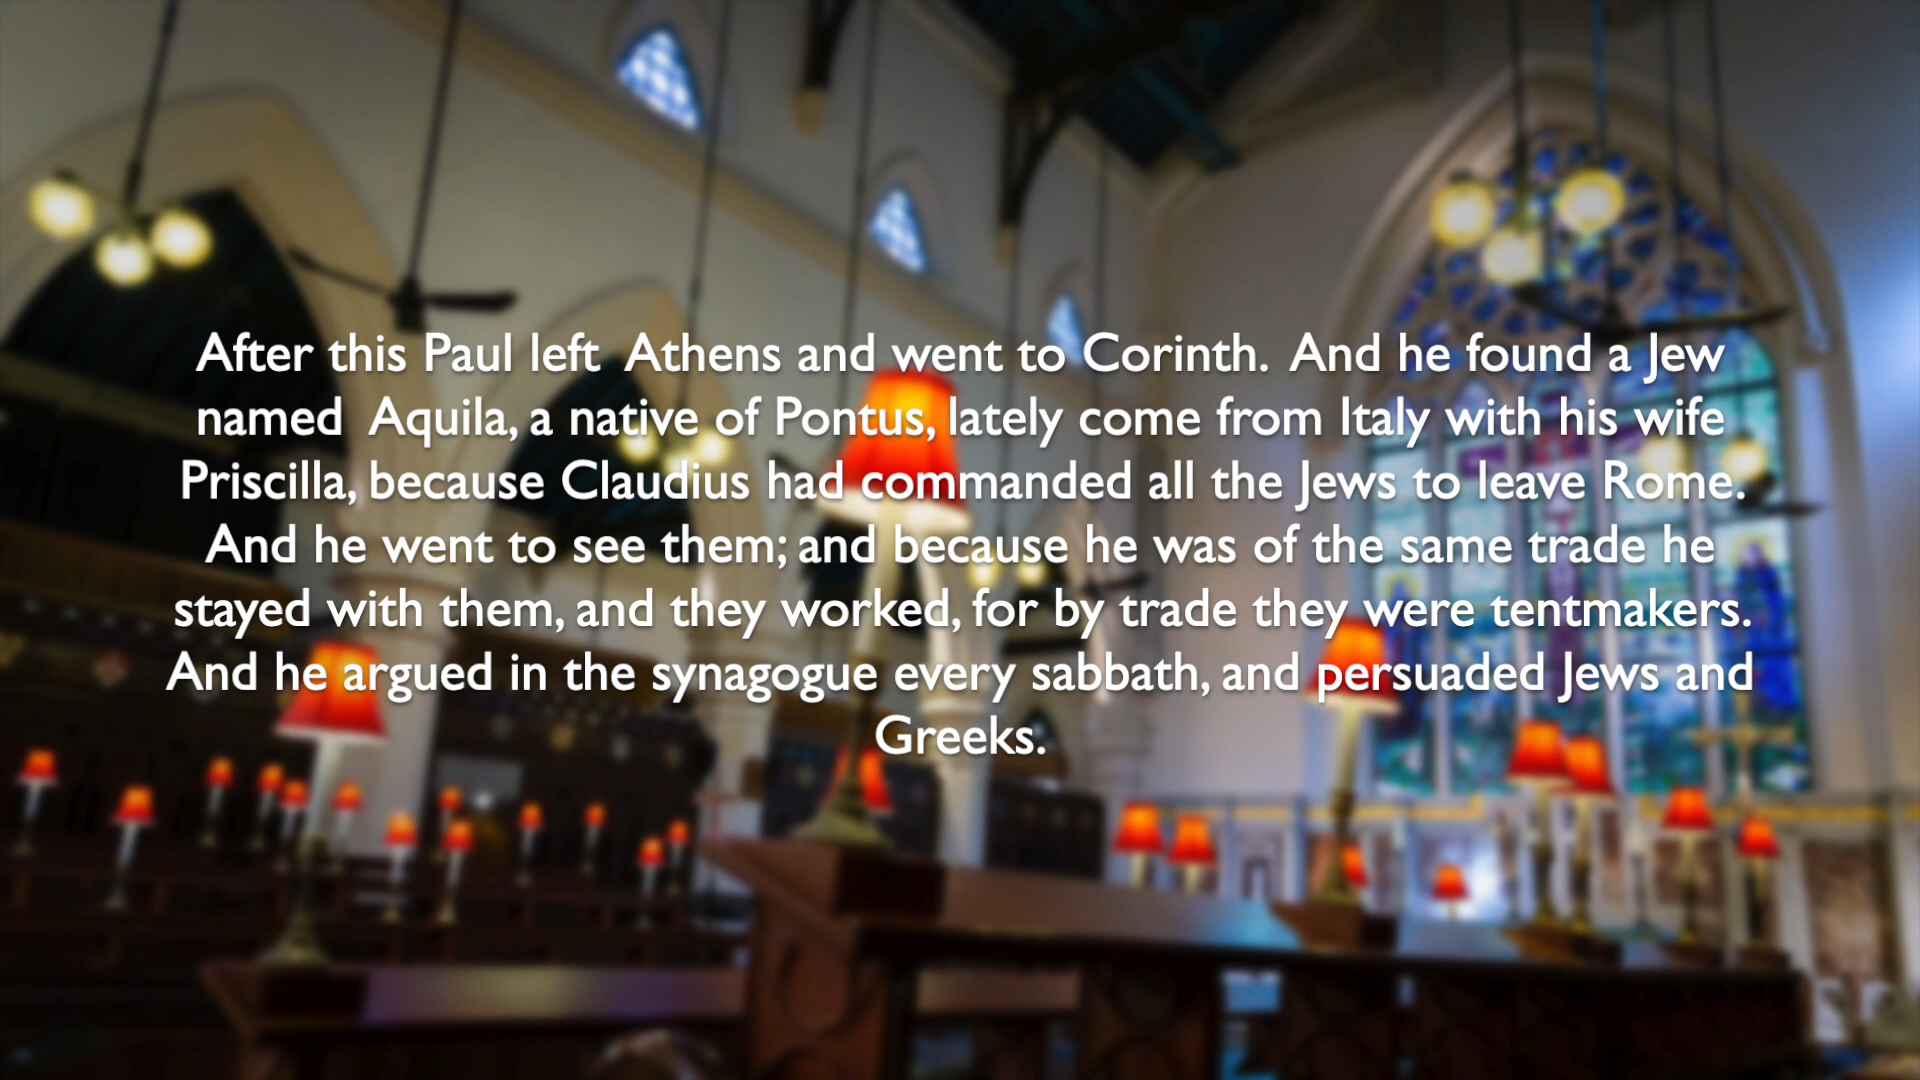 After this Paul left  Athens and went to Corinth.  And he found a Jew
named  Aquila, a native of Pontus, lately come from Italy with his wife
Priscilla, because Claudius had commanded all the Jews to leave Rome.
And he went to see them; and because he was of the same trade he
stayed with them, and they worked, for by trade they were tentmakers.
And he argued in the synagogue every sabbath, and persuaded Jews and
Greeks.